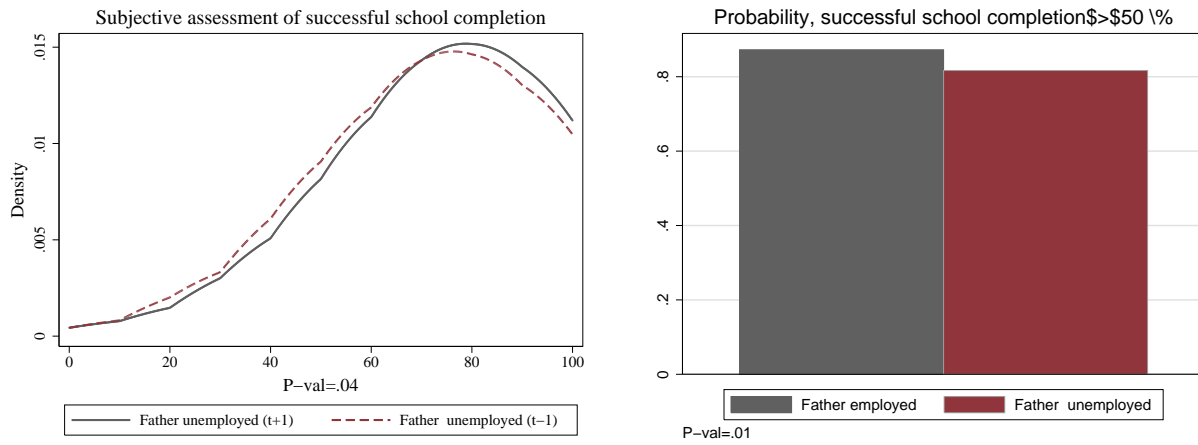 Subjective assessment of successful school completion
Density
0 .005 .01 .015
0 20 40 60 80 100
P−val=.04
Father unemployed (t+1) Father unemployed (t−1)
Probability, successful school completion$>$50 \%
0 .2 .4 .6 .8
Father employed Father unemployed
P−val=.01